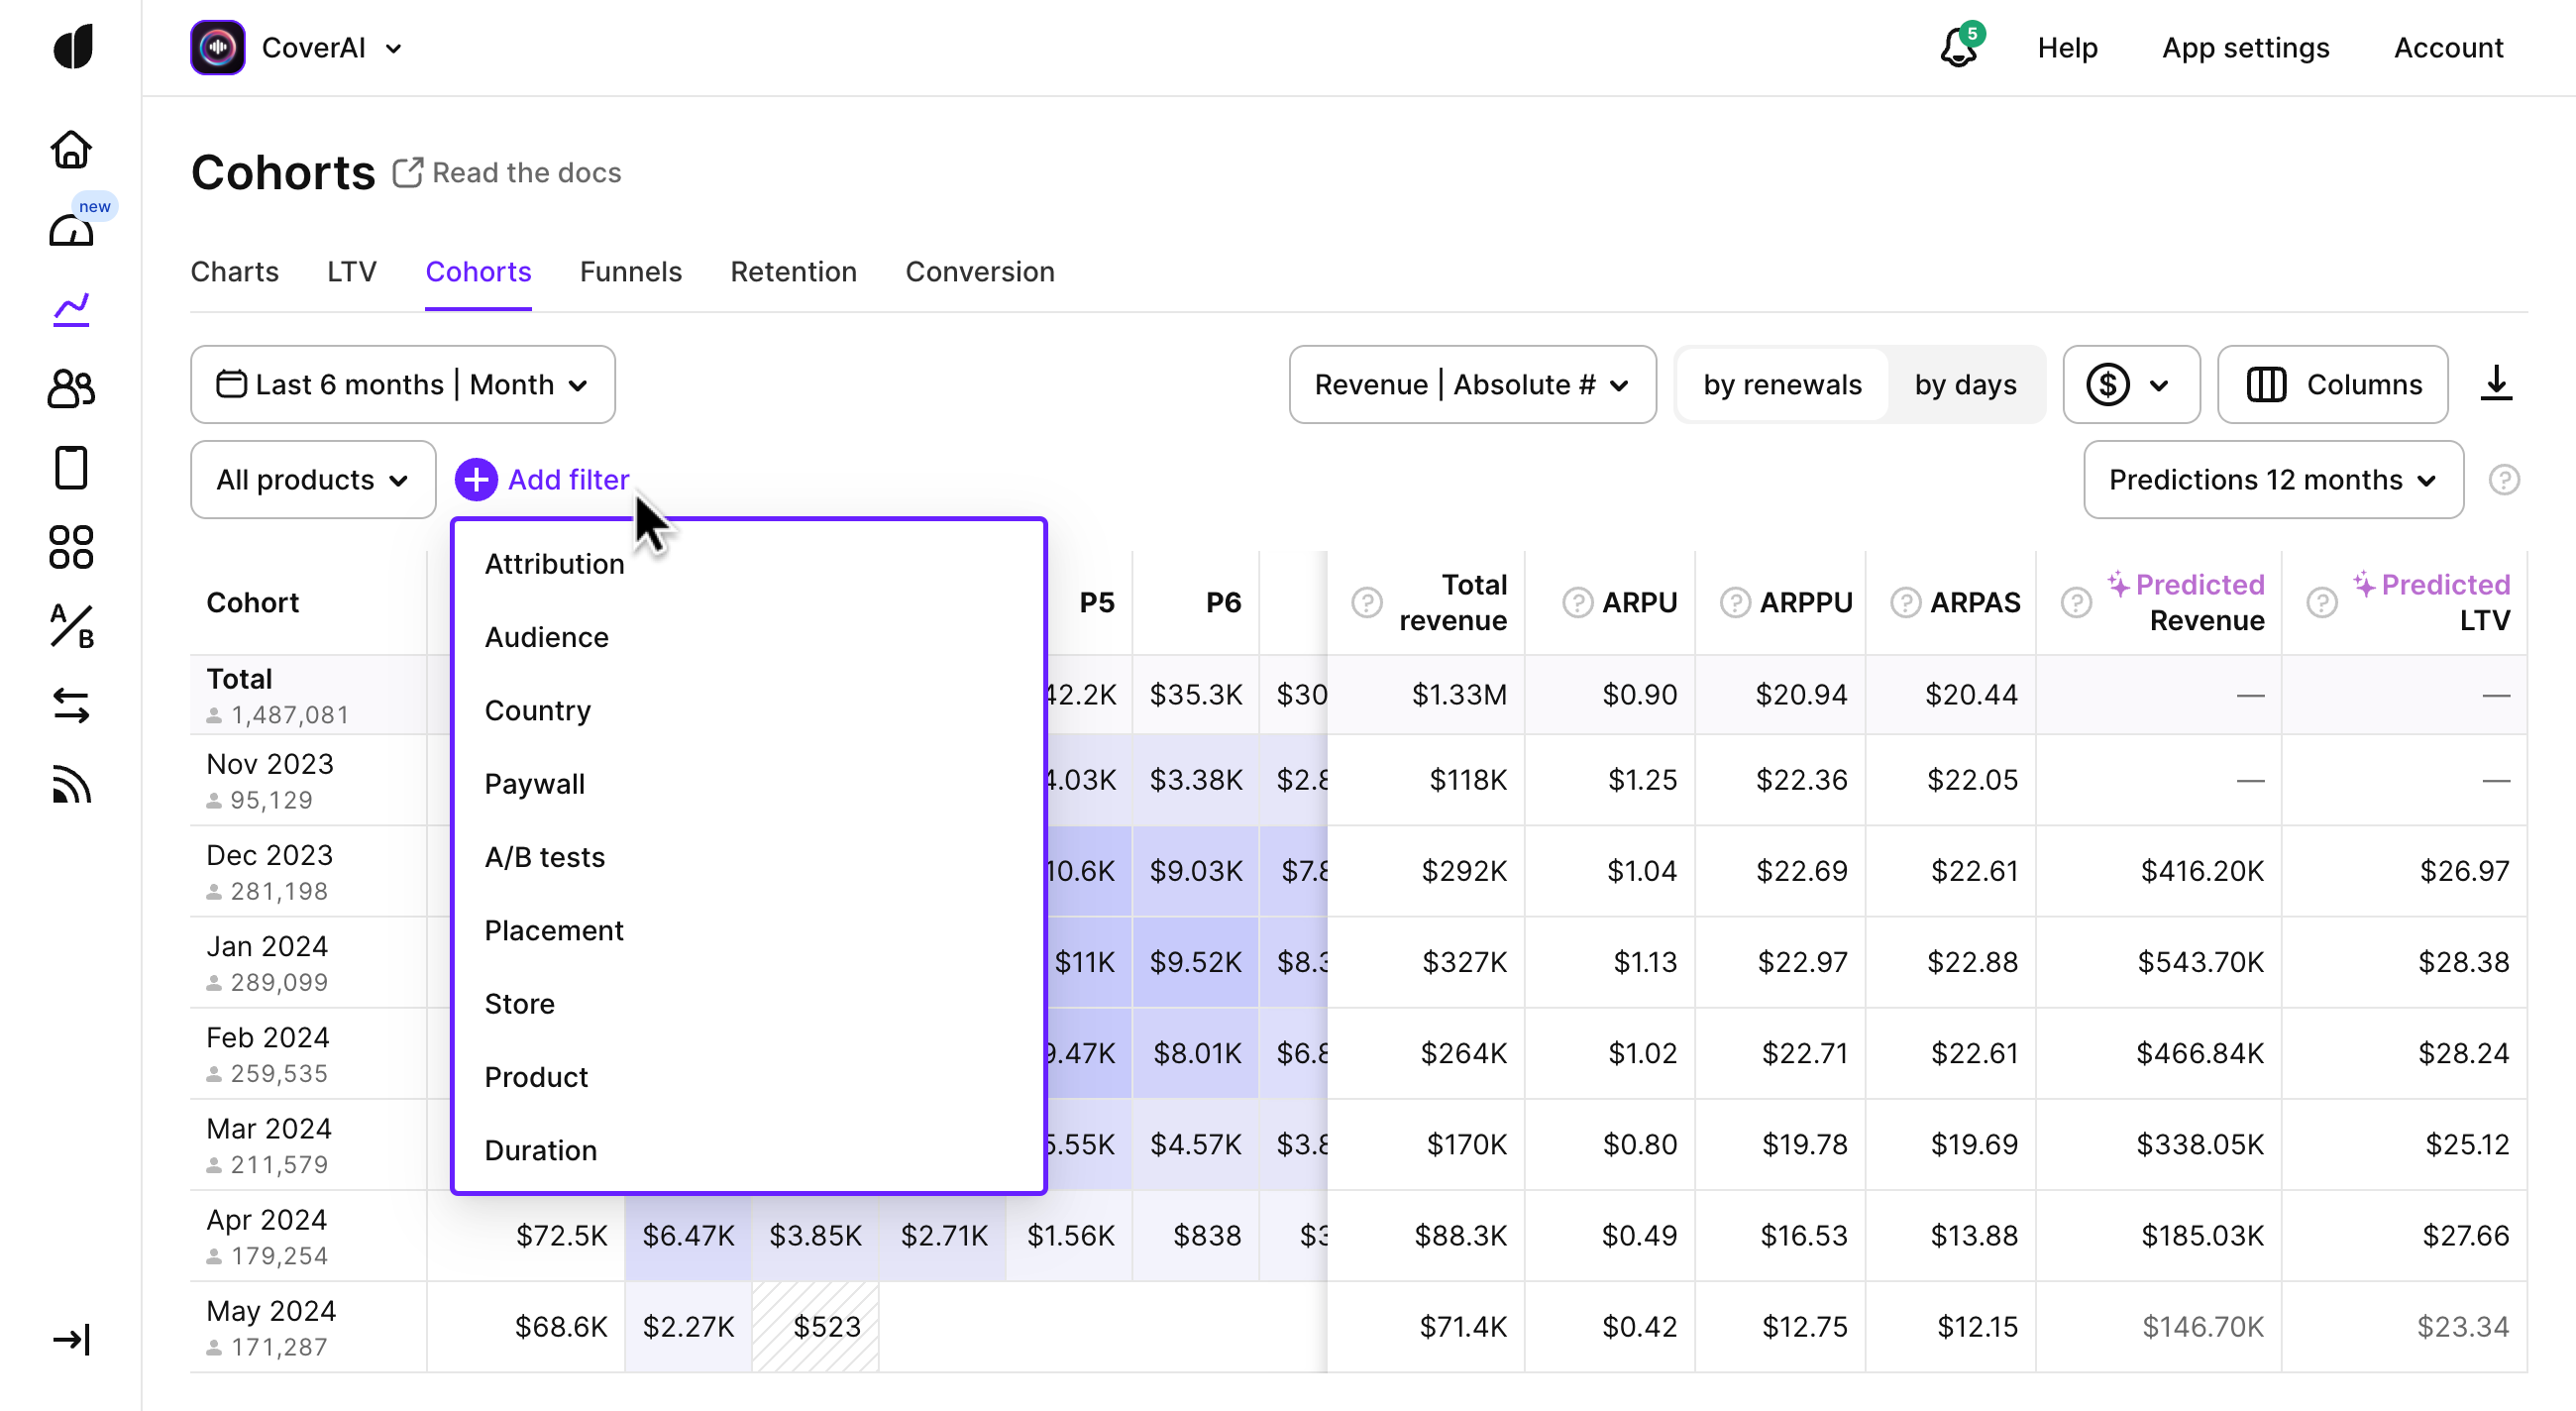 CoverAI
5
Help
App settings
Account
new
Cohorts
Read the docs
Charts
LTV
Cohorts
Funnels
Retention
Conversion
Last 6 months | Month
Revenue | Absolute #
by renewals
by days
$
Columns
All products
Add filter
Predictions 12 months
?
Attribution
Audience
Country
Paywall
A/B tests
Placement
Store
Product
Duration
A/B
Cohort
P5
P6
? Total revenue
? ARPU
? ARPPU
? ARPAS
? Predicted Revenue
? Predicted LTV
Total
1,487,081
42.2K $35.3K $30 $1.33M $0.90 $20.94 $20.44 — —
Nov 2023
95,129
4.03K $3.38K $2.8 $118K $1.25 $22.36 $22.05 — —
Dec 2023
281,198
10.6K $9.03K $7.8 $292K $1.04 $22.69 $22.61 $416.20K $26.97
Jan 2024
289,099
$11K $9.52K $8.3 $327K $1.13 $22.97 $22.88 $543.70K $28.38
Feb 2024
259,535
9.47K $8.01K $6.8 $264K $1.02 $22.71 $22.61 $466.84K $28.24
Mar 2024
211,579
5.55K $4.57K $3.8 $170K $0.80 $19.78 $19.69 $338.05K $25.12
Apr 2024
179,254
$72.5K $6.47K $3.85K $2.71K $1.56K $838 $3 $88.3K $0.49 $16.53 $13.88 $185.03K $27.66
May 2024
171,287
$68.6K $2.27K $523 $71.4K $0.42 $12.75 $12.15 $146.70K $23.34